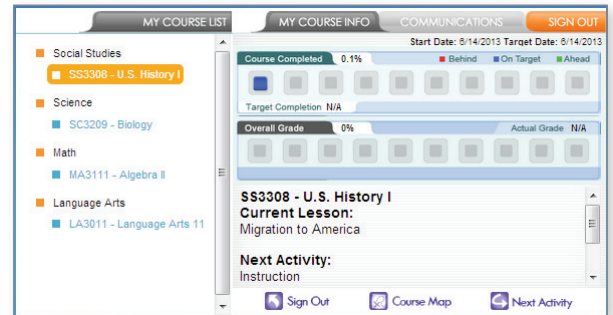 MY COURSE LIST
MY COURSE INFO
COMMUNICATIONS
SIGN OUT
Social Studies
SS3308 - U.S. History I
Science
SC3209 - Biology
Math
MA3111 - Algebra II
Language Arts
LA3011 - Language Arts 11
Start Date: 6/14/2013 Target Date: 6/14/2013
Course Completed 0.1% Behind On Target Ahead
Target Completion N/A
Overall Grade 0% Actual Grade N/A
SS3308 - U.S. History I
Current Lesson:
Migration to America
Next Activity:
Instruction
Sign Out Course Map Next Activity